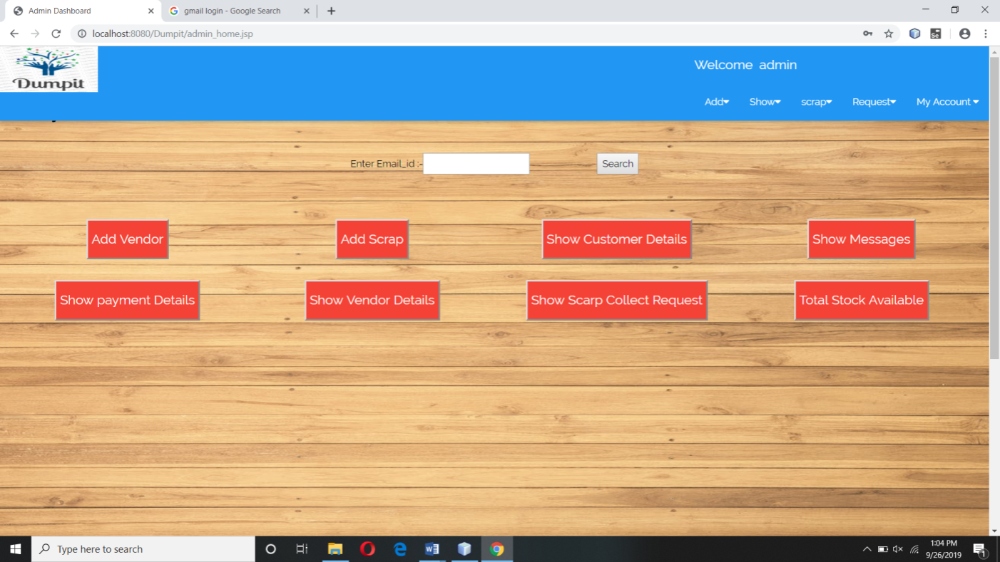 Admin Dashboard
gmail login - Google Search
localhost:8080/Dumpit/admin_home.jsp
Se
Dumpit
Welcome admin
Add Show scrap Request My Account
Enter Email_id :- Search
Add Vendor Add Scrap Show Customer Details Show Messages
Show payment Details Show Vendor Details Show Scarp Collect Request Total Stock Available
Type here to search
1:04 PM
9/26/2019
1